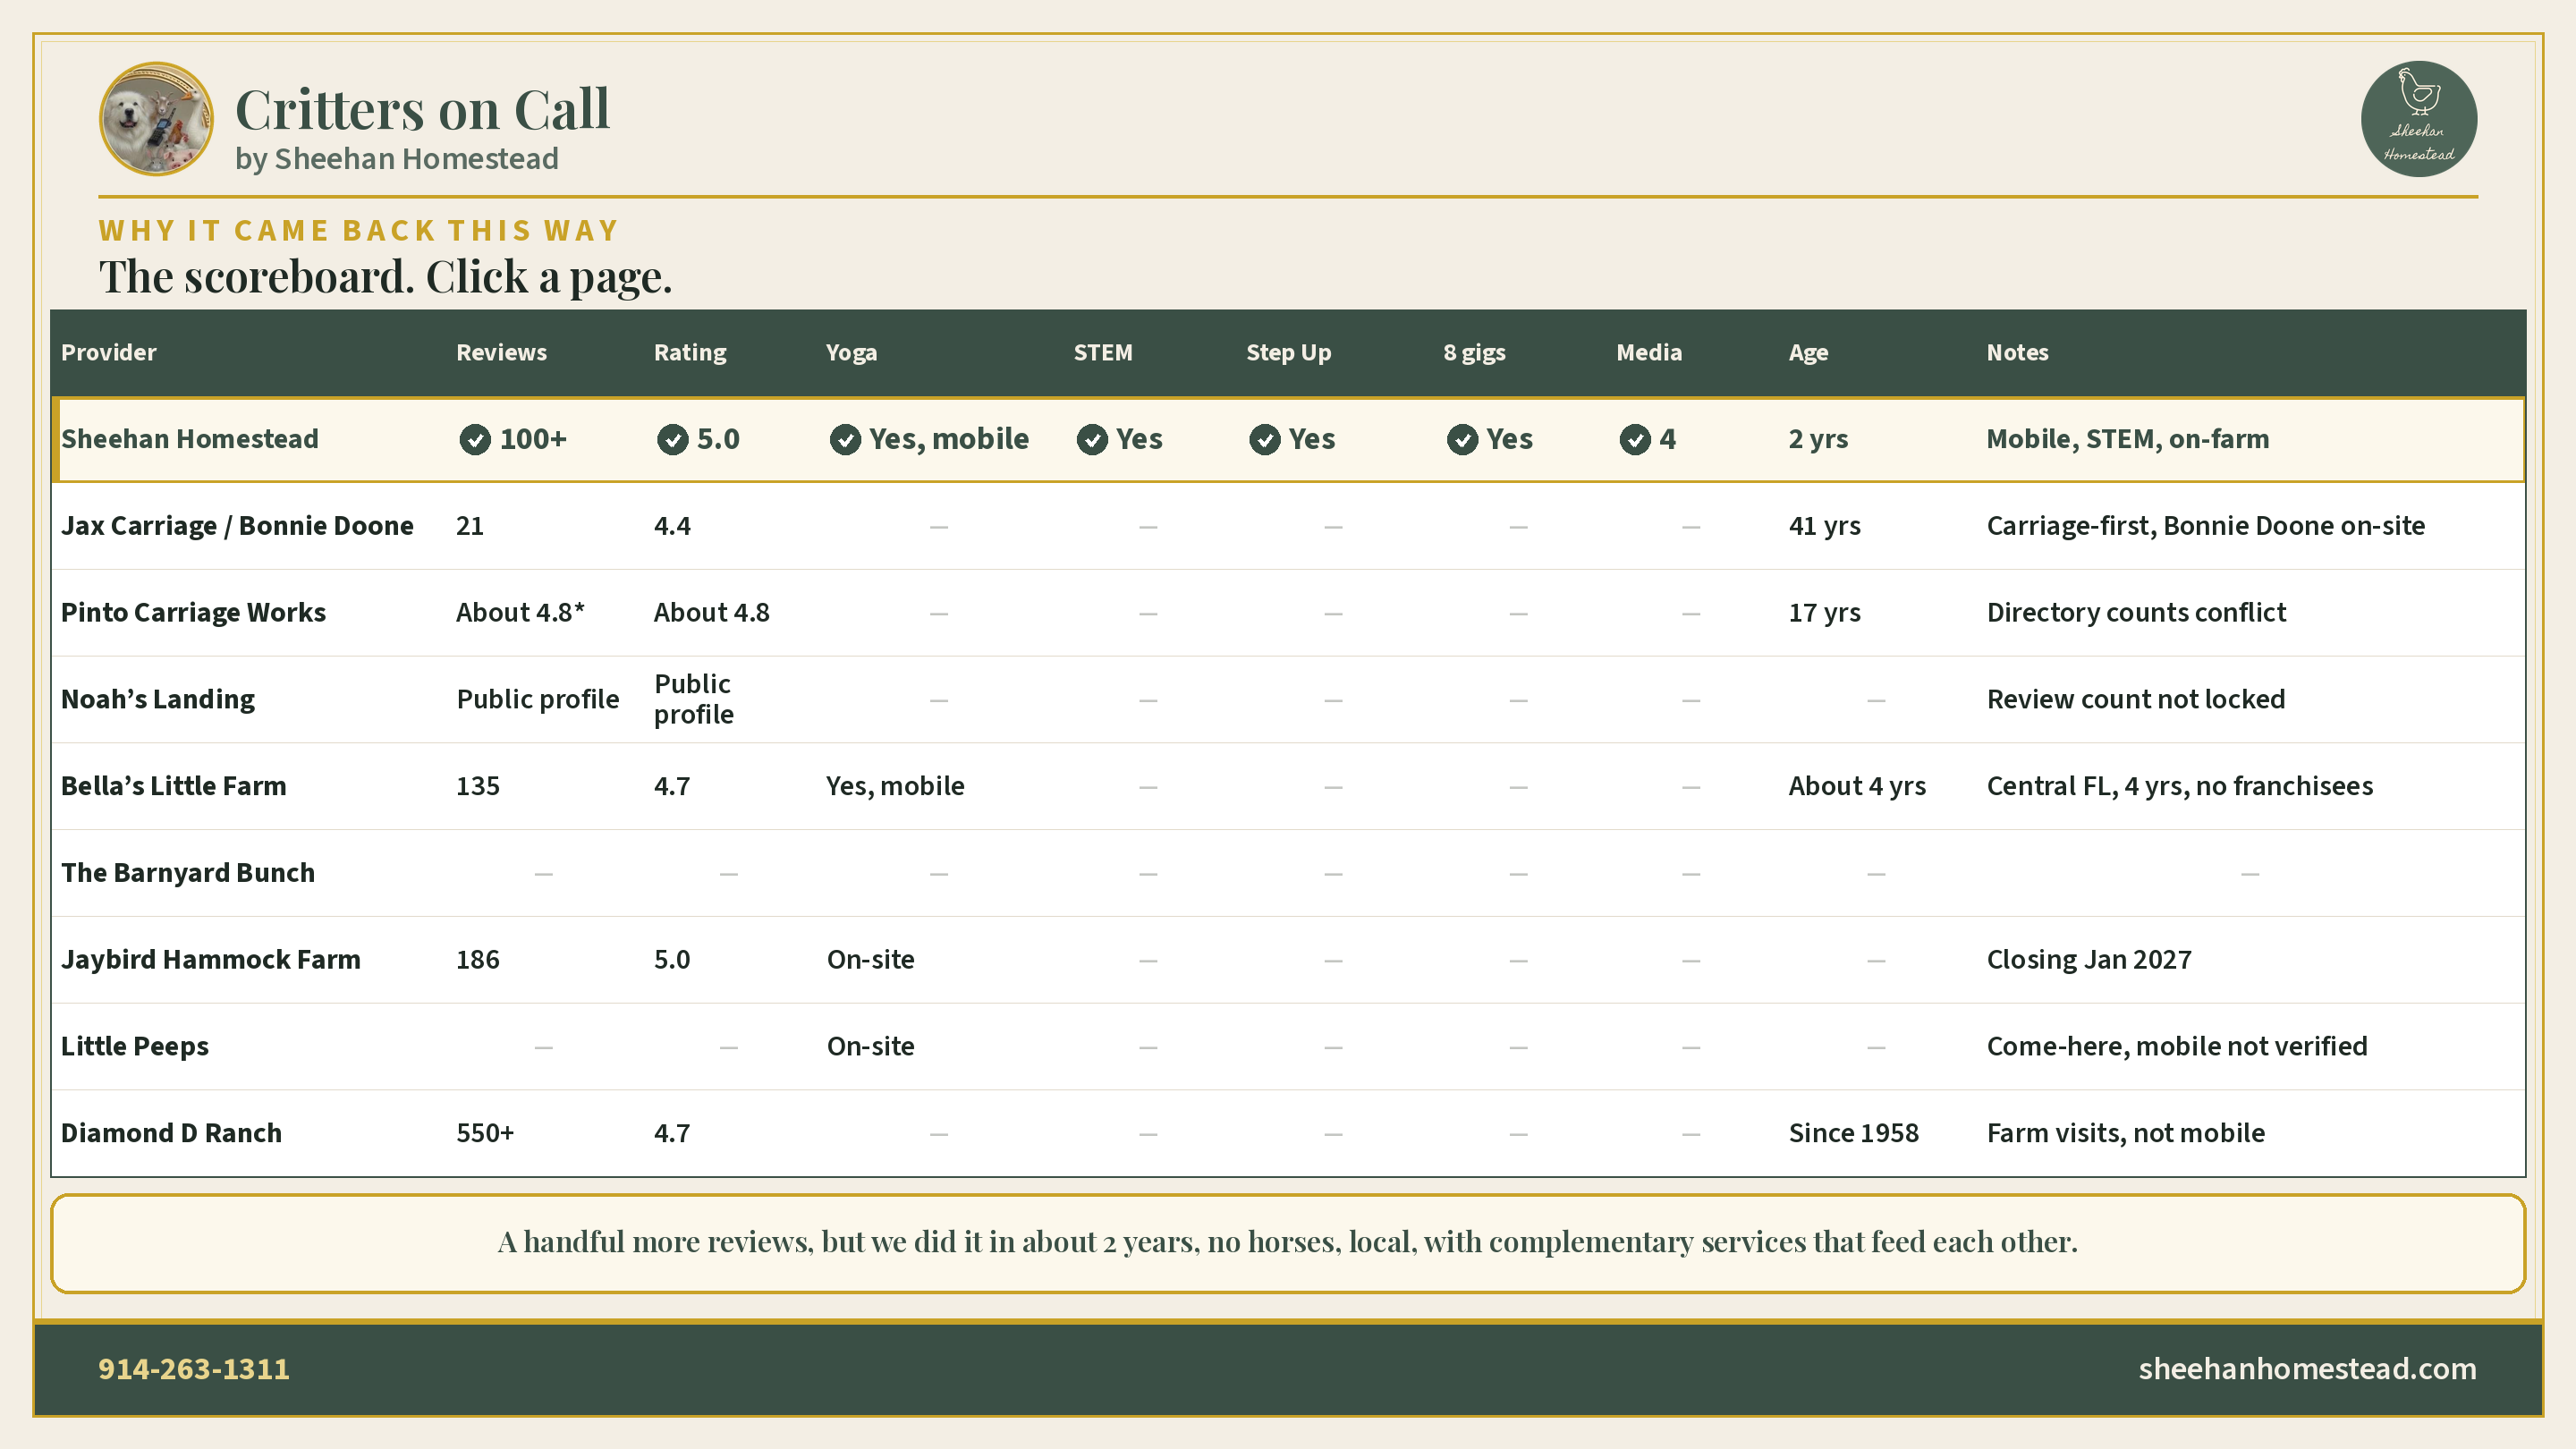 Critters on Call
by Sheehan Homestead
Sheehan
Homestead
WHY IT CAME BACK THIS WAY
The scoreboard. Click a page.
Provider Reviews Rating Yoga STEM Step Up 8 gigs Media Age Notes
Sheehan Homestead 100+ 5.0 Yes, mobile Yes Yes Yes 4 2 yrs Mobile, STEM, on-farm
Jax Carriage / Bonnie Doone 21 4.4 — — — — — 41 yrs Carriage-first, Bonnie Doone on-site
Pinto Carriage Works About 4.8* About 4.8 — — — — — 17 yrs Directory counts conflict
Noah’s Landing Public profile Public profile — — — — — — Review count not locked
Bella’s Little Farm 135 4.7 Yes, mobile — — — — About 4 yrs Central FL, 4 yrs, no franchisees
The Barnyard Bunch — — — — — — — — —
Jaybird Hammock Farm 186 5.0 On-site — — — — — Closing Jan 2027
Little Peeps — — On-site — — — — — Come-here, mobile not verified
Diamond D Ranch 550+ 4.7 — — — — — Since 1958 Farm visits, not mobile
A handful more reviews, but we did it in about 2 years, no horses, local, with complementary services that feed each other.
914-263-1311
sheehanhomestead.com